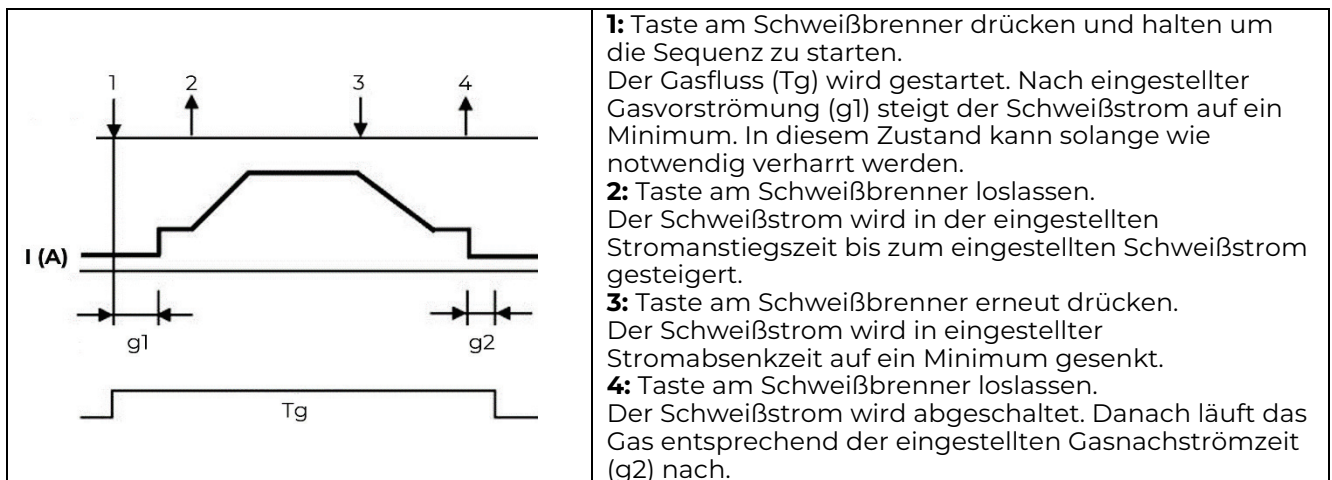 1 2 3 4
I (A)
g1 g2
Tg
1: Taste am Schweißbrenner drücken und halten um
die Sequenz zu starten.
Der Gasfluss (Tg) wird gestartet. Nach eingestellter
Gasvorströmung (g1) steigt der Schweißstrom auf ein
Minimum. In diesem Zustand kann solange wie
notwendig verharrt werden.
2: Taste am Schweißbrenner loslassen.
Der Schweißstrom wird in der eingestellten
Stromanstiegszeit bis zum eingestellten Schweißstrom
gesteigert.
3: Taste am Schweißbrenner erneut drücken.
Der Schweißstrom wird in eingestellter
Stromabsenkzeit auf ein Minimum gesenkt.
4: Taste am Schweißbrenner loslassen.
Der Schweißstrom wird abgeschaltet. Danach läuft das
Gas entsprechend der eingestellten Gasnachströmzeit
(g2) nach.